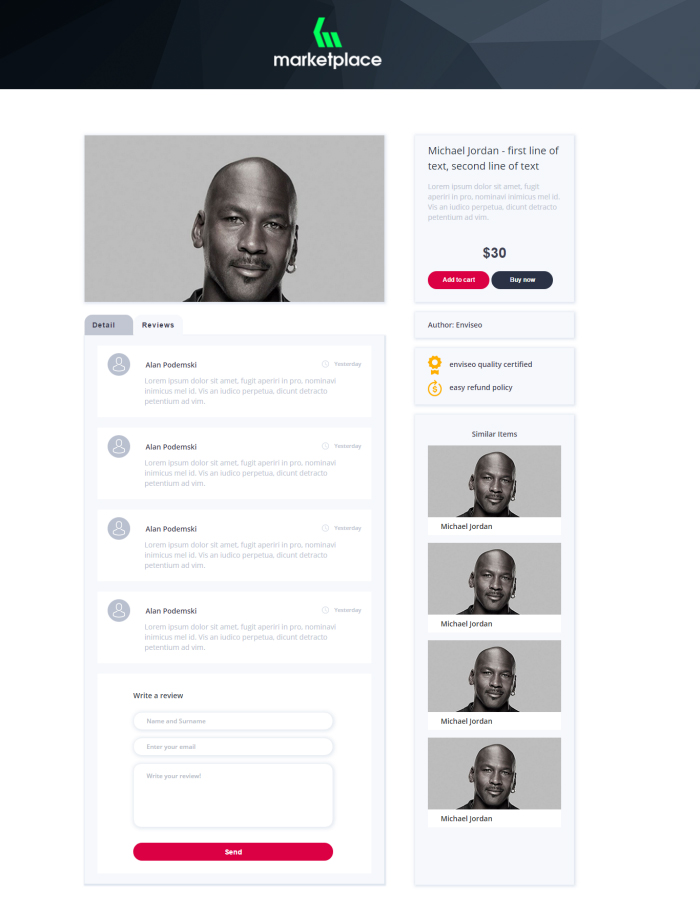 marketplace
Michael Jordan - first line of
text, second line of text
Lorem ipsum dolor sit amet, fugit
aperiri in pro, nominavi inimicus mel id.
Vis an iudico perpetua, dicunt detracto
petentium ad vim.
$30
Add to cart
Buy now
Detail
Reviews
Author: Enviseo
Alan Podemski
Yesterday
Lorem ipsum dolor sit amet, fugit aperiri in pro, nominavi
inimicus mel id. Vis an iudico perpetua, dicunt detracto
petentium ad vim.
Alan Podemski
Yesterday
Lorem ipsum dolor sit amet, fugit aperiri in pro, nominavi
inimicus mel id. Vis an iudico perpetua, dicunt detracto
petentium ad vim.
Alan Podemski
Yesterday
Lorem ipsum dolor sit amet, fugit aperiri in pro, nominavi
inimicus mel id. Vis an iudico perpetua, dicunt detracto
petentium ad vim.
Alan Podemski
Yesterday
Lorem ipsum dolor sit amet, fugit aperiri in pro, nominavi
inimicus mel id. Vis an iudico perpetua, dicunt detracto
petentium ad vim.
Write a review
Name and Surname
Enter your email
Write your review!
Send
enviseo quality certified
$
easy refund policy
Similar Items
Michael Jordan
Michael Jordan
Michael Jordan
Michael Jordan